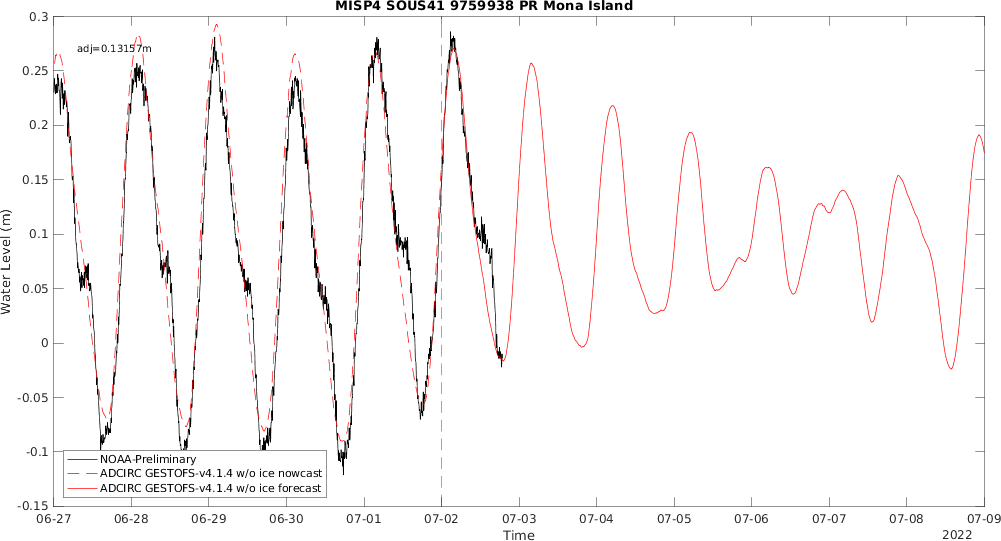 MISP4 SOUS41 9759938 PR Mona Island
adj=0.13157m
Water Level (m)
0.3
0.25
0.2
0.15
0.1
0.05
0
-0.05
-0.1
-0.15
NOAA-Preliminary
ADCIRC GESTOFS-v4.1.4 w/o ice nowcast
ADCIRC GESTOFS-v4.1.4 w/o ice forecast
06-27 06-28 06-29 06-30 07-01 07-02 07-03 07-04 07-05 07-06 07-07 07-08 07-09
Time
2022